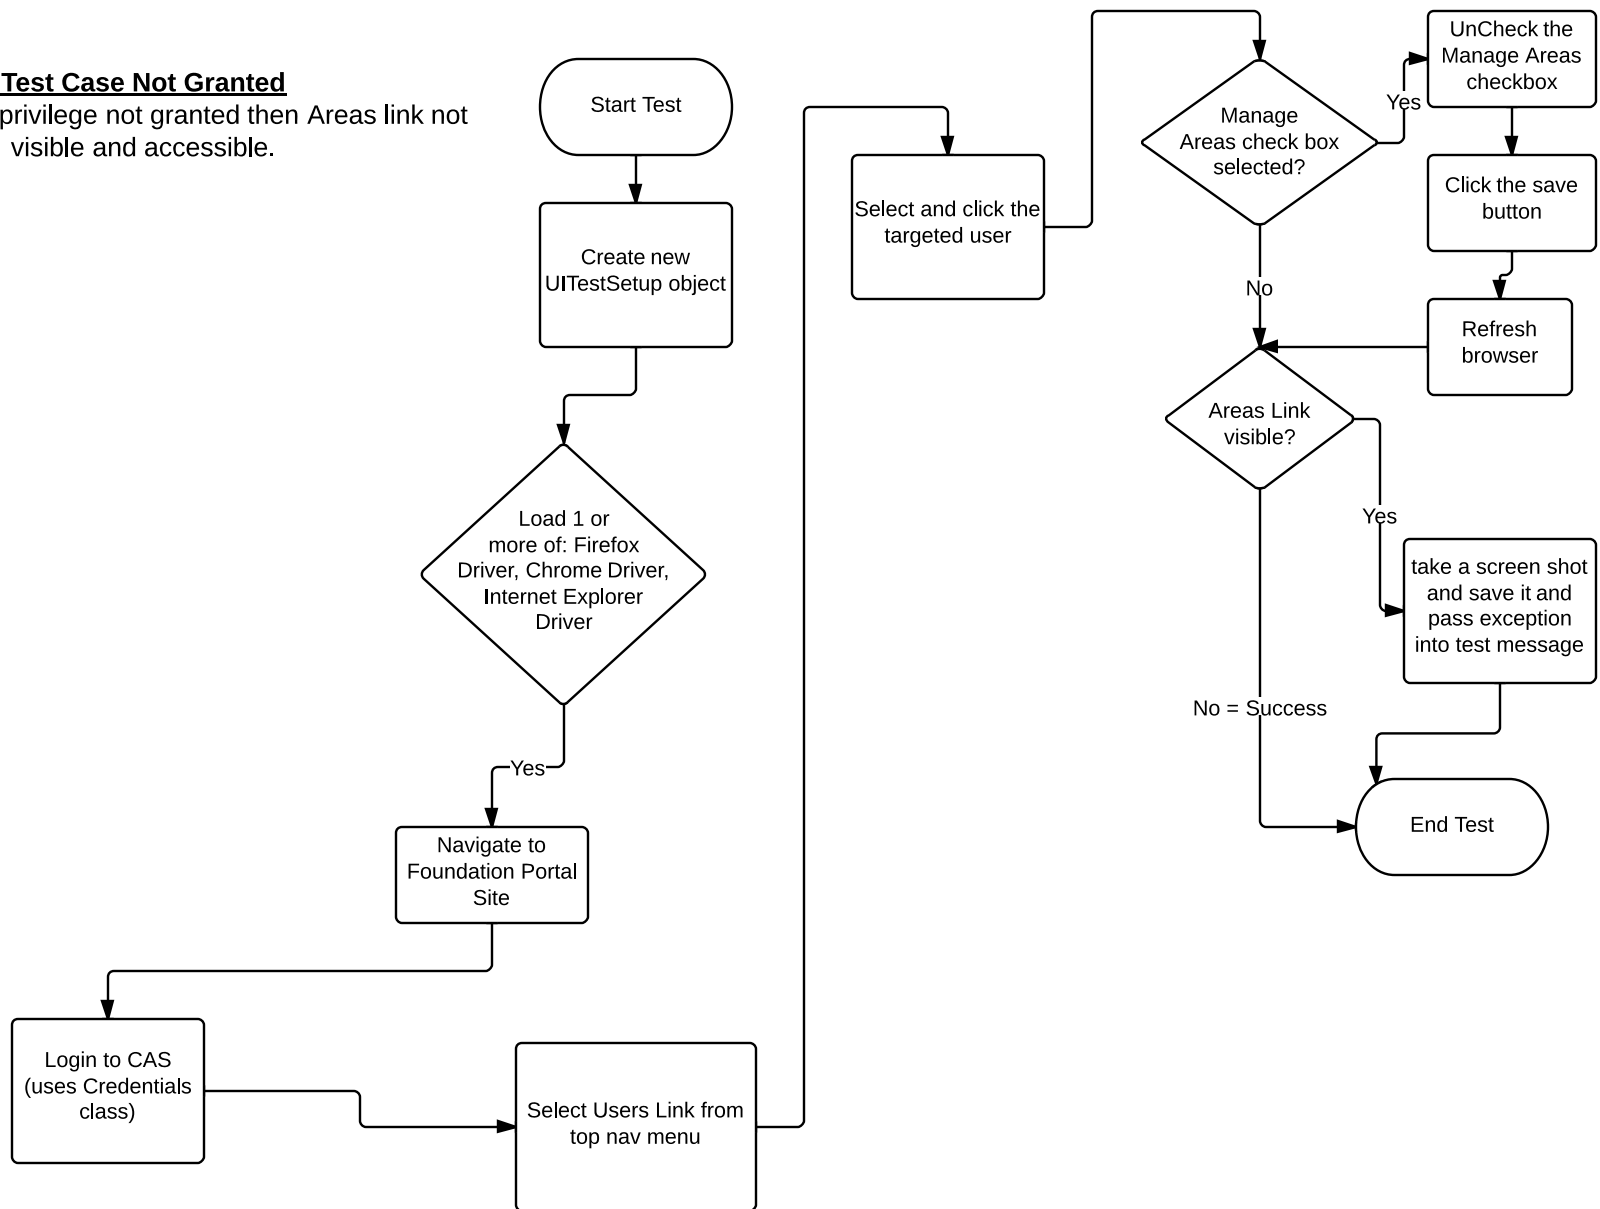 Test Case Not Granted
privilege not granted then Areas link not
visible and accessible.
Start Test
Create new
UITestSetup object
Load 1 or
more of: Firefox
Driver, Chrome Driver,
Internet Explorer
Driver
Yes
Navigate to
Foundation Portal
Site
Login to CAS
(uses Credentials
class)
Select Users Link from
top nav menu
Select and click the
targeted user
Manage
Areas check box
selected?
Yes
UnCheck the
Manage Areas
checkbox
Click the save
button
Refresh
browser
No
Areas Link
visible?
Yes
take a screen shot
and save it and
pass exception
into test message
No = Success
End Test